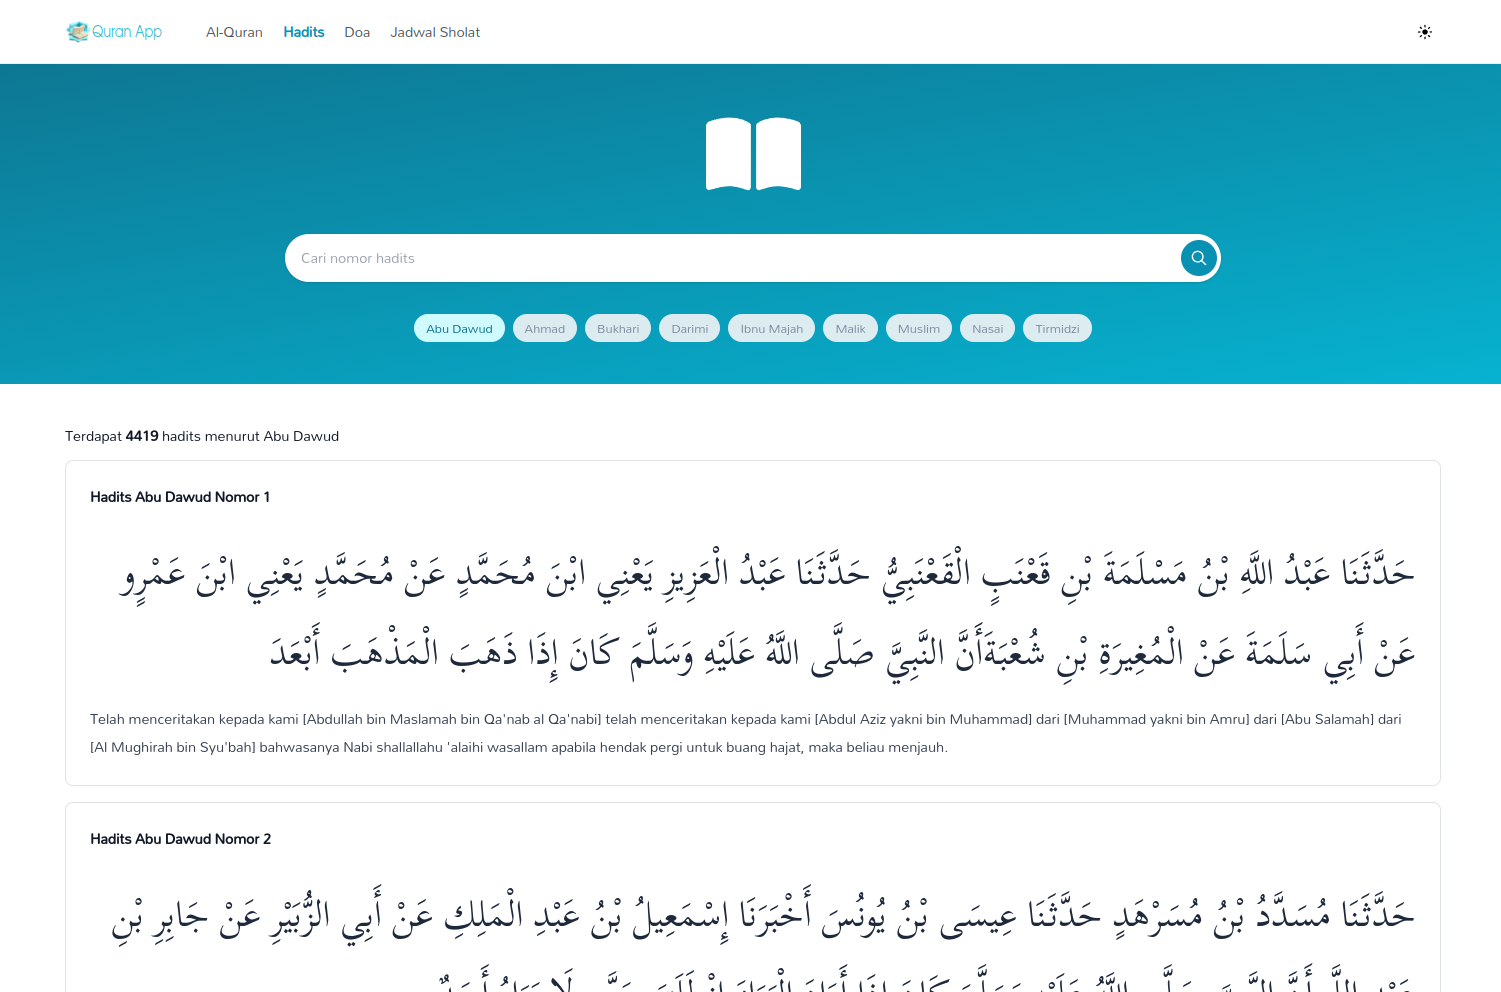 Quran App
Al-Quran Hadits Doa Jadwal Sholat
Cari nomor hadits
Abu Dawud Ahmad Bukhari Darimi Ibnu Majah Malik Muslim Nasai Tirmidzi
Terdapat 4419 hadits menurut Abu Dawud
Hadits Abu Dawud Nomor 1
حَدَّثَنَا عَبْدُ اللَّهِ بْنُ مَسْلَمَةَ بْنِ قَعْنَبٍ الْقَعْنَبِيُّ حَدَّثَنَا عَبْدُ الْعَزِيزِ يَعْنِي ابْنَ مُحَمَّدٍ عَنْ مُحَمَّدٍ يَعْنِي ابْنَ عَمْرٍو
عَنْ أَبِي سَلَمَةَ عَنْ الْمُغِيرَةِ بْنِ شُعْبَةَأَنَّ النَّبِيَّ صَلَّى اللَّهُ عَلَيْهِ وَسَلَّمَ كَانَ إِذَا ذَهَبَ الْمَذْهَبَ أَبْعَدَ
Telah menceritakan kepada kami [Abdullah bin Maslamah bin Qa'nab al Qa'nabi] telah menceritakan kepada kami [Abdul Aziz yakni bin Muhammad] dari [Muhammad yakni bin Amru] dari [Abu Salamah] dari
[Al Mughirah bin Syu'bah] bahwasanya Nabi shallallahu 'alaihi wasallam apabila hendak pergi untuk buang hajat, maka beliau menjauh.
Hadits Abu Dawud Nomor 2
حَدَّثَنَا مُسَدَّدُ بْنُ مُسَرْهَدٍ حَدَّثَنَا عِيسَى بْنُ يُونُسَ أَخْبَرَنَا إِسْمَعِيلُ بْنُ عَبْدِ الْمَلِكِ عَنْ أَبِي الزُّبَيْرِ عَنْ جَابِرِ بْنِ